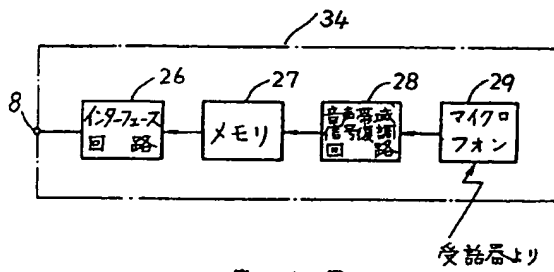 34
26
27
28
29
8
インターフェース
回路
メモリ
音声帯域
信号復調
回路
マイクロ
フォン
受話器より